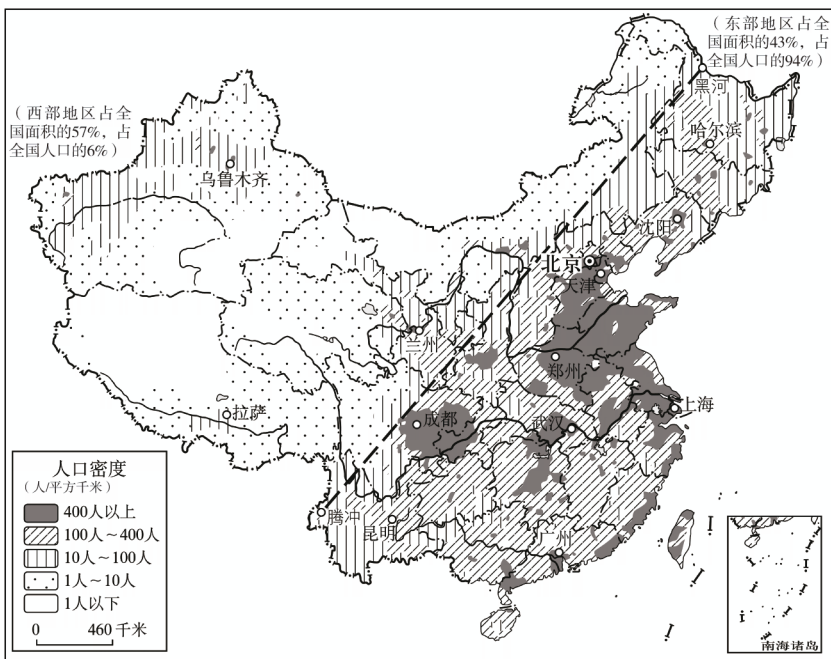 (东部地区占全
国面积的43%,占
全国人口的94%)
黑河
(西部地区占全
国面积的57%,占
全国人口的6%)
哈尔滨
乌鲁木齐
沈阳
北京
天津
兰州
郑州
拉萨
成都
武汉
上海
腾冲
昆明
广州
人口密度
(人/平方千米)
400人以上
100人～400人
10人～100人
1人～10人
1人以下
0 460千米
南海诸岛